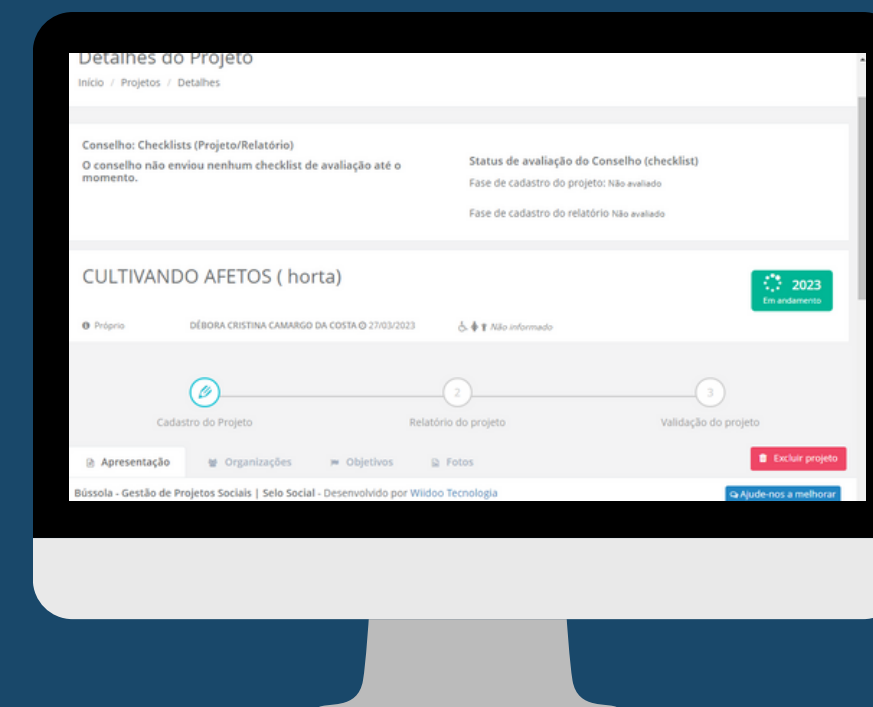 Detalhes do Projeto
Início / Projetos / Detalhes
Conselho: Checklists (Projeto/Relatório)
O conselho não enviou nenhum checklist de avaliação até o
momento.
Status de avaliação do Conselho (checklist)
Fase de cadastro do projeto: Não avaliado
Fase de cadastro do relatório Não avaliado
CULTIVANDO AFETOS ( horta)
2023
Em andamento
Próprio
DÉBORA CRISTINA CAMARGO DA COSTA 27/03/2023
Não informado
2
3
Cadastro do Projeto
Relatório do projeto
Validação do projeto
Apresentação
Organizações
Objetivos
Fotos
Excluir projeto
Bússola - Gestão de Projetos Sociais | Selo Social - Desenvolvido por Wiidoo Tecnologia
Ajude-nos a melhorar